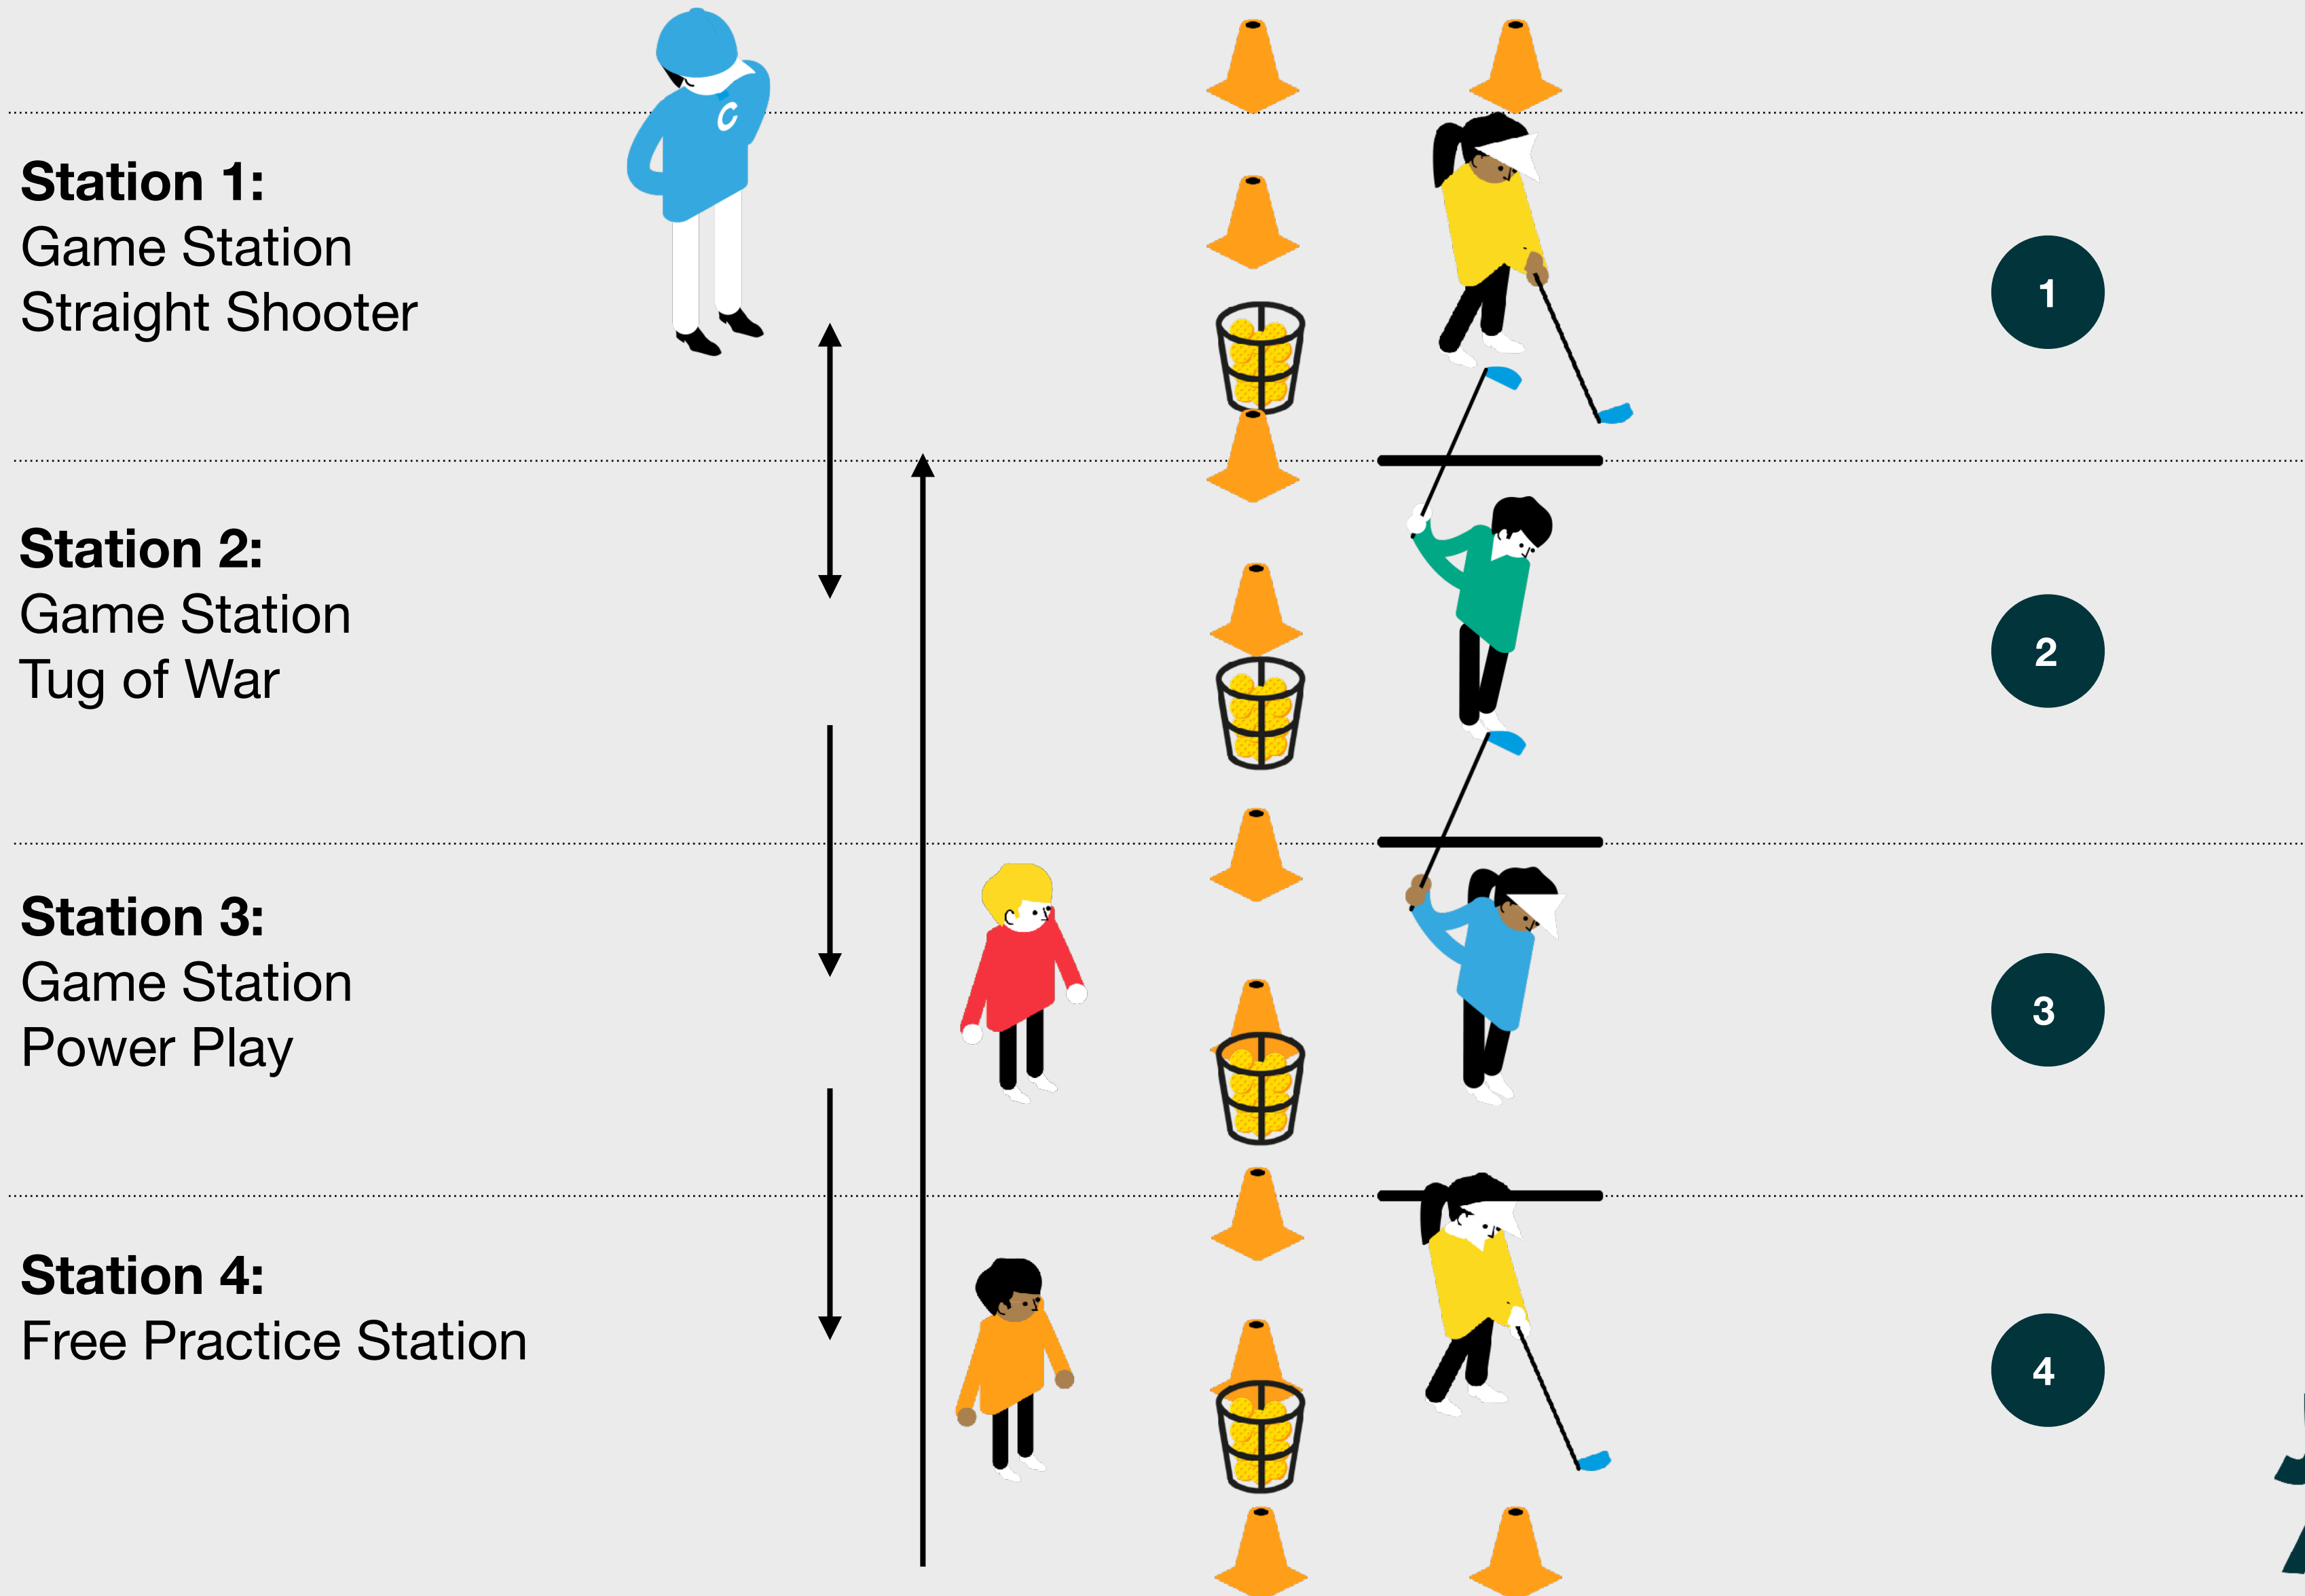 C
Station 1:
Game Station
Straight Shooter
1
Station 2:
Game Station
Tug of War
2
Station 3:
Game Station
Power Play
3
Station 4:
Free Practice Station
4